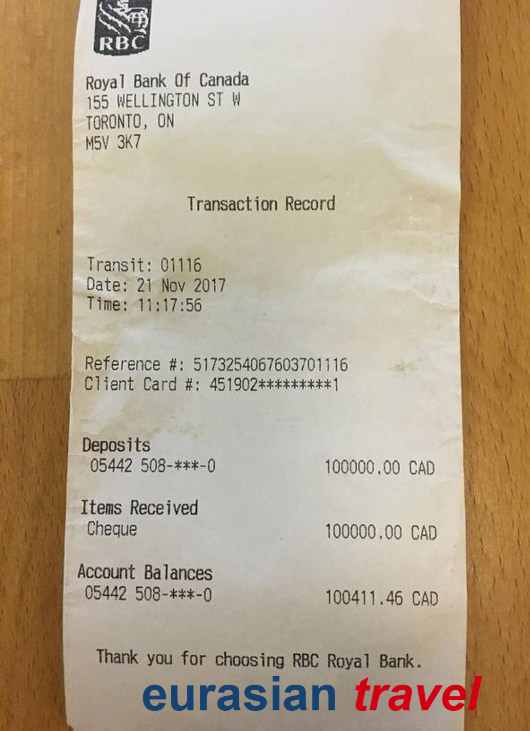 RBC
Royal Bank Of Canada
155 WELLINGTON ST W
TORONTO, ON
M5V 3K7
Transaction Record
Transit: 01116
Date: 21 Nov 2017
Time: 11:17:56
Reference #: 5173254067603701116
Client Card #: 451902*********1
Deposits
05442 508-***-0 100000.00 CAD
Items Received
Cheque 100000.00 CAD
Account Balances
05442 508-***-0 100411.46 CAD
Thank you for choosing RBC Royal Bank.
eurasian travel